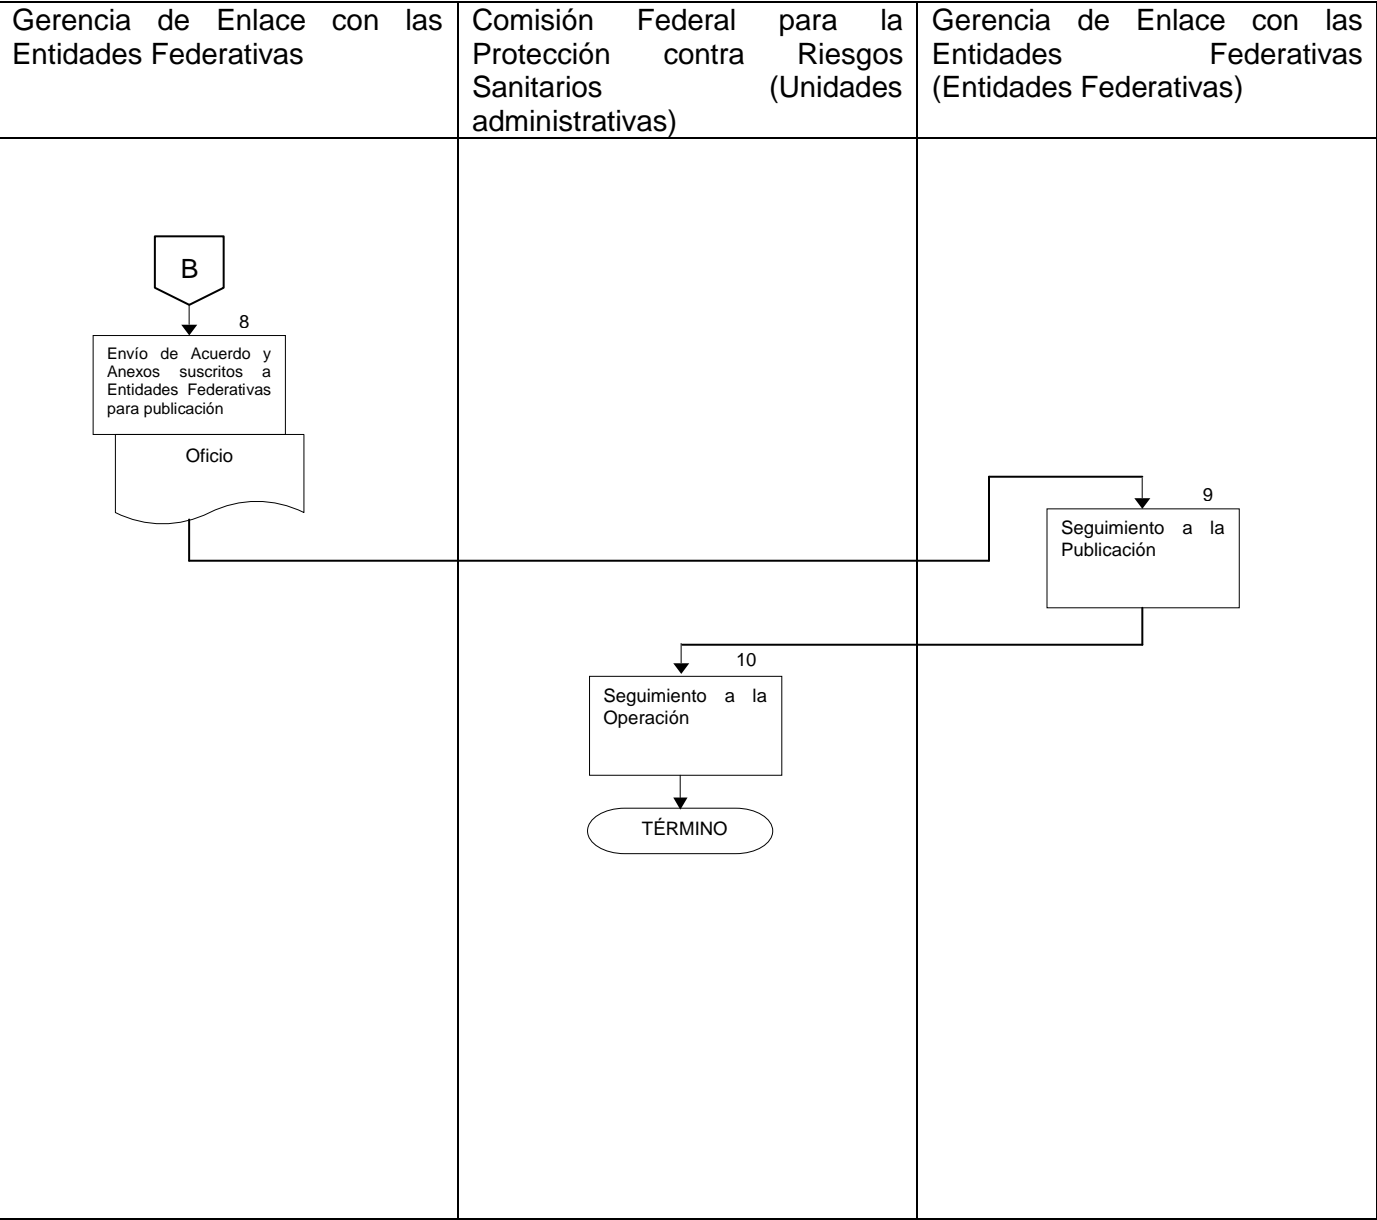 Gerencia de Enlace con las
Entidades Federativas
Comisión Federal para la
Protección contra Riesgos
Sanitarios (Unidades
administrativas)
Gerencia de Enlace con las
Entidades Federativas
(Entidades Federativas)
B
8
Envío de Acuerdo y
Anexos suscritos a
Entidades Federativas
para publicación
Oficio
9
Seguimiento a la
Publicación
10
Seguimiento a la
Operación
TÉRMINO